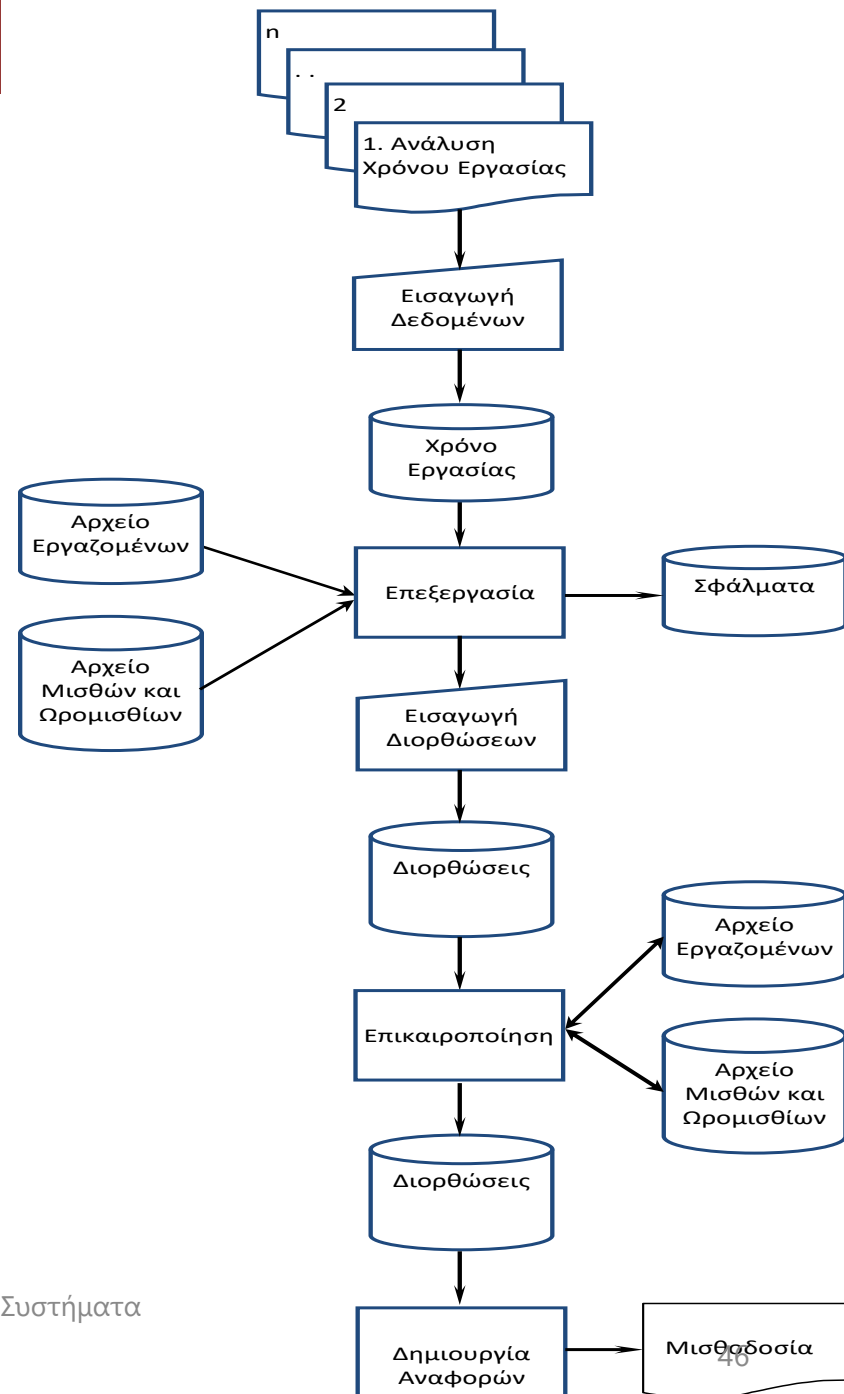 n
. .
2
1. Ανάλυση
Χρόνου Εργασίας
Εισαγωγή
Δεδομένων
Χρόνο
Εργασίας
Αρχείο
Εργαζομένων
Επεξεργασία
Σφάλματα
Αρχείο
Μισθών και
Ωρομισθίων
Εισαγωγή
Διορθώσεων
Διορθώσεις
Αρχείο
Εργαζομένων
Επικαιροποίηση
Αρχείο
Μισθών και
Ωρομισθίων
Διορθώσεις
Συστήματα
Δημιουργία
Αναφορών
Μισθοδοσία
46